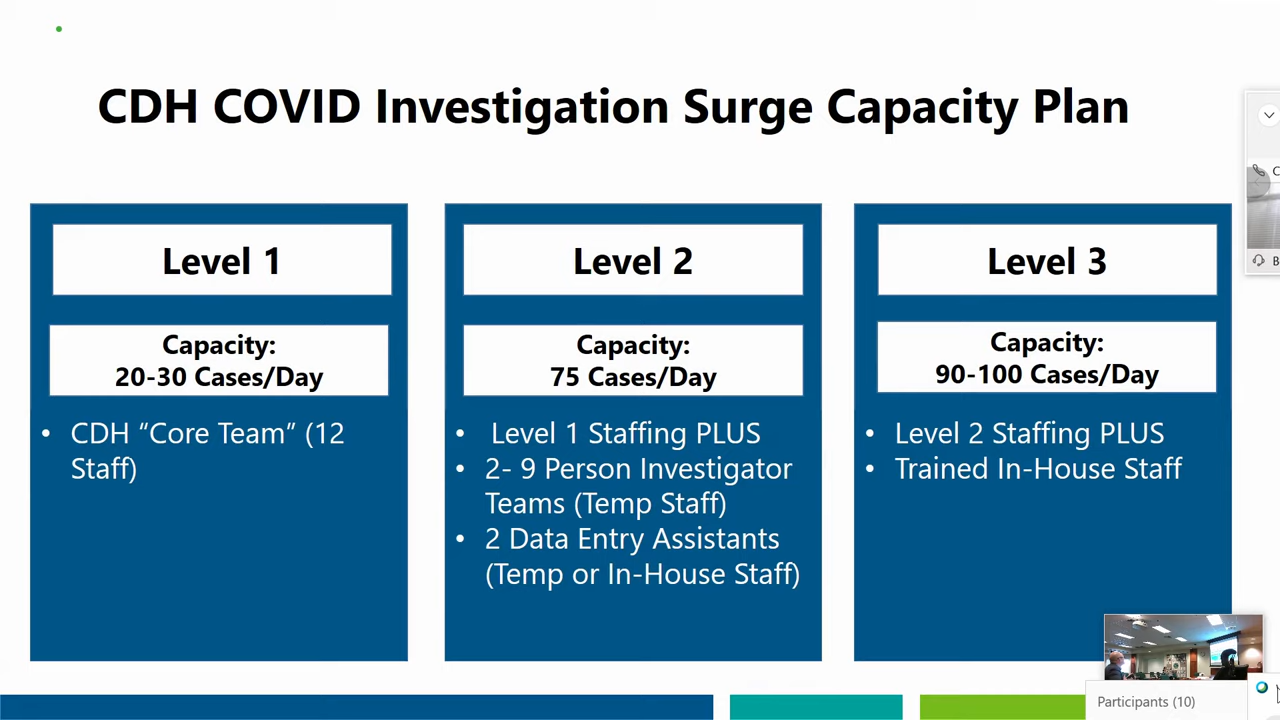 CDH COVID Investigation Surge Capacity Plan
Level 1
Capacity:
20-30 Cases/Day
• CDH “Core Team” (12
Staff)
Level 2
Capacity:
75 Cases/Day
• Level 1 Staffing PLUS
• 2- 9 Person Investigator
Teams (Temp Staff)
• 2 Data Entry Assistants
(Temp or In-House Staff)
Level 3
Capacity:
90-100 Cases/Day
• Level 2 Staffing PLUS
• Trained In-House Staff
Participants (10)